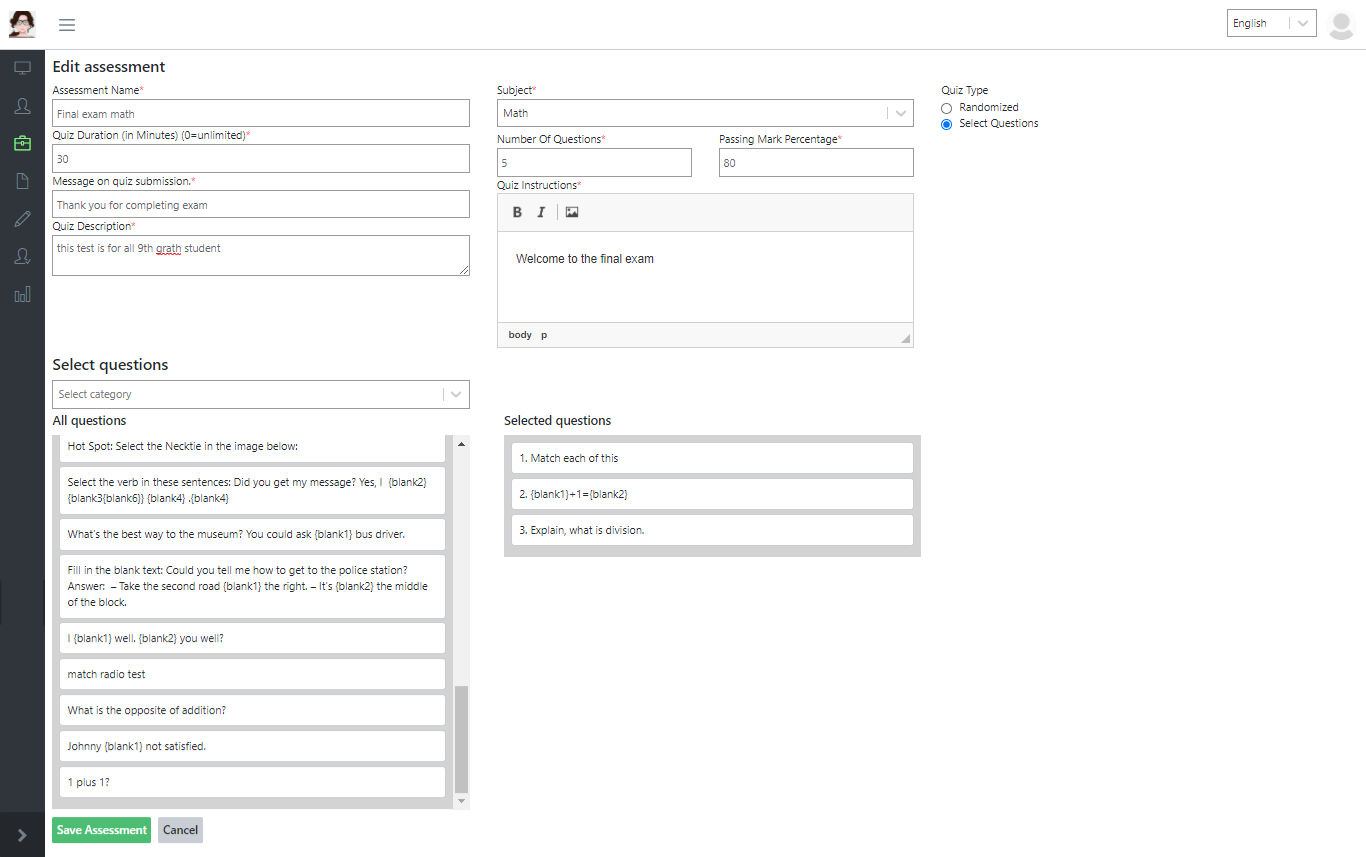 English
Edit assessment
Assessment Name*
Final exam math
Quiz Duration (in Minutes) (0=unlimited)*
30
Message on quiz submission.*
Thank you for completing exam
Quiz Description*
this test is for all 9th grath student
Subject*
Math
Number Of Questions*
Passing Mark Percentage*
5
80
Quiz Instructions*
B I
Welcome to the final exam
body p
Quiz Type
Randomized
Select Questions
Select questions
Select category
All questions
Hot Spot: Select the Necktie in the image below:
Select the verb in these sentences: Did you get my message? Yes, I {blank2}
{blank3{blank6}} {blank4} .{blank4}
What's the best way to the museum? You could ask {blank1} bus driver.
Fill in the blank text: Could you tell me how to get to the police station?
Answer: – Take the second road {blank1} the right. – It's {blank2} the middle
of the block.
I {blank1} well. {blank2} you well?
match radio test
What is the opposite of addition?
Johnny {blank1} not satisfied.
1 plus 1?
Selected questions
1. Match each of this
2. {blank1}+1={blank2}
3. Explain, what is division.
Save Assessment
Cancel